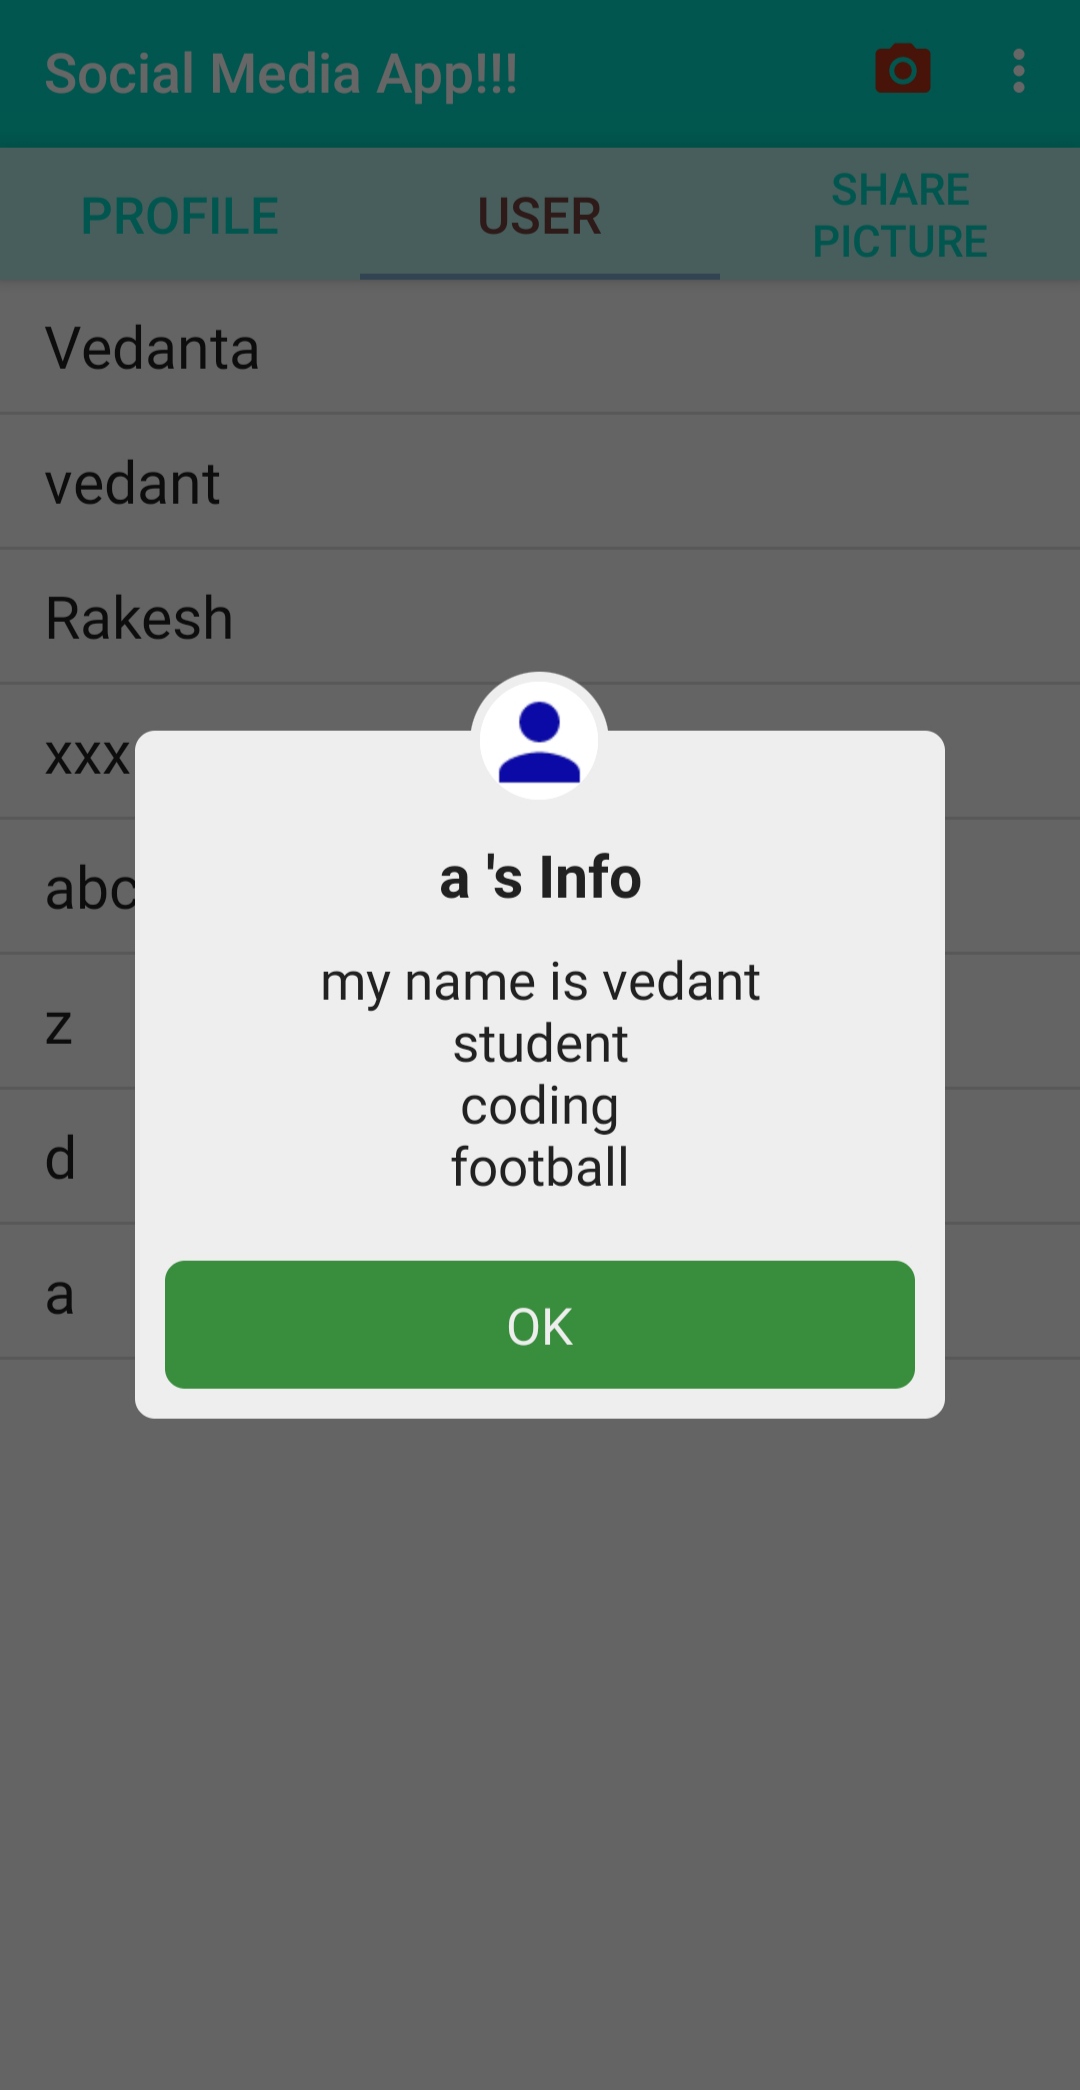 Social Media App!!!
PROFILE
USER
SHARE
PICTURE
Vedanta
vedant
Rakesh
xxx
abc
z
d
a
a 's Info
my name is vedant
student
coding
football
OK